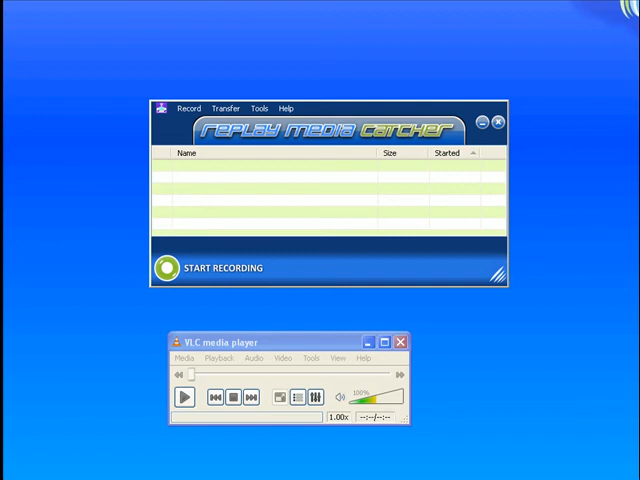 Record Transfer Tools Help
REPLAY MEDIA CATCHER
Name Size Started
START RECORDING
VLC media player
Media Playback Audio Video Tools View Help
100%
1.00x --:--/--:--